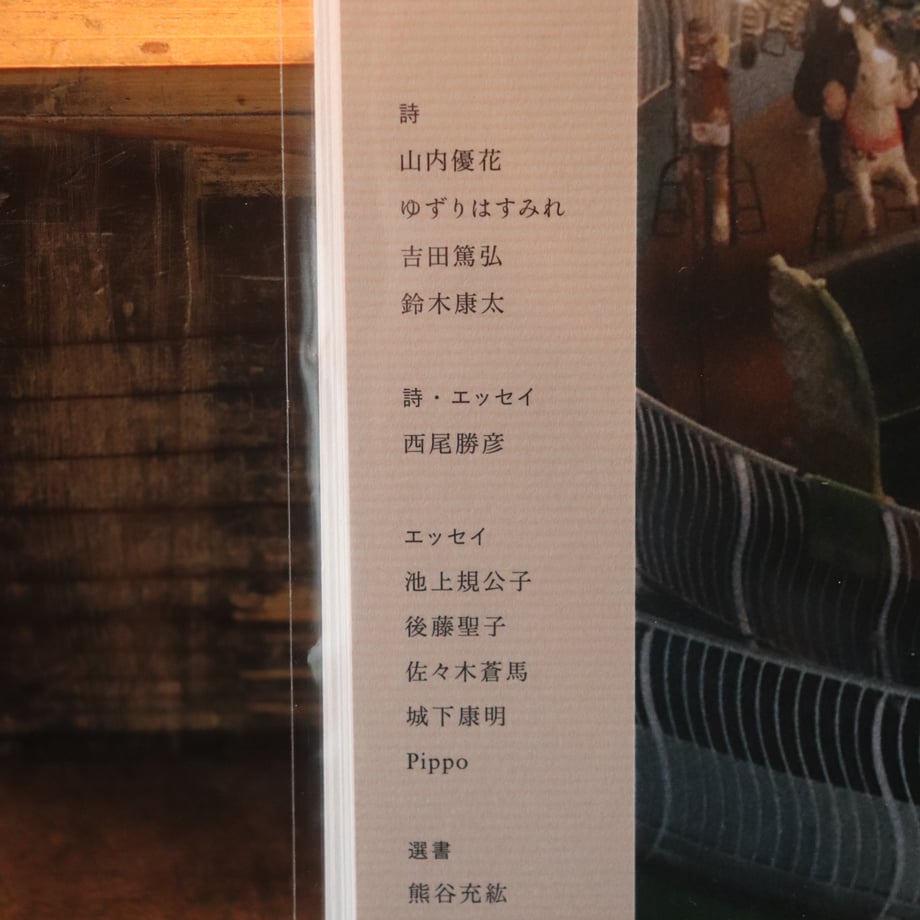 詩
山内優花
ゆずりはすみれ
吉田篤弘
鈴木康太
詩・エッセイ
西尾勝彦
エッセイ
池上規公子
後藤聖子
佐々木蒼馬
城下康明
Pippo
選書
熊谷充紘